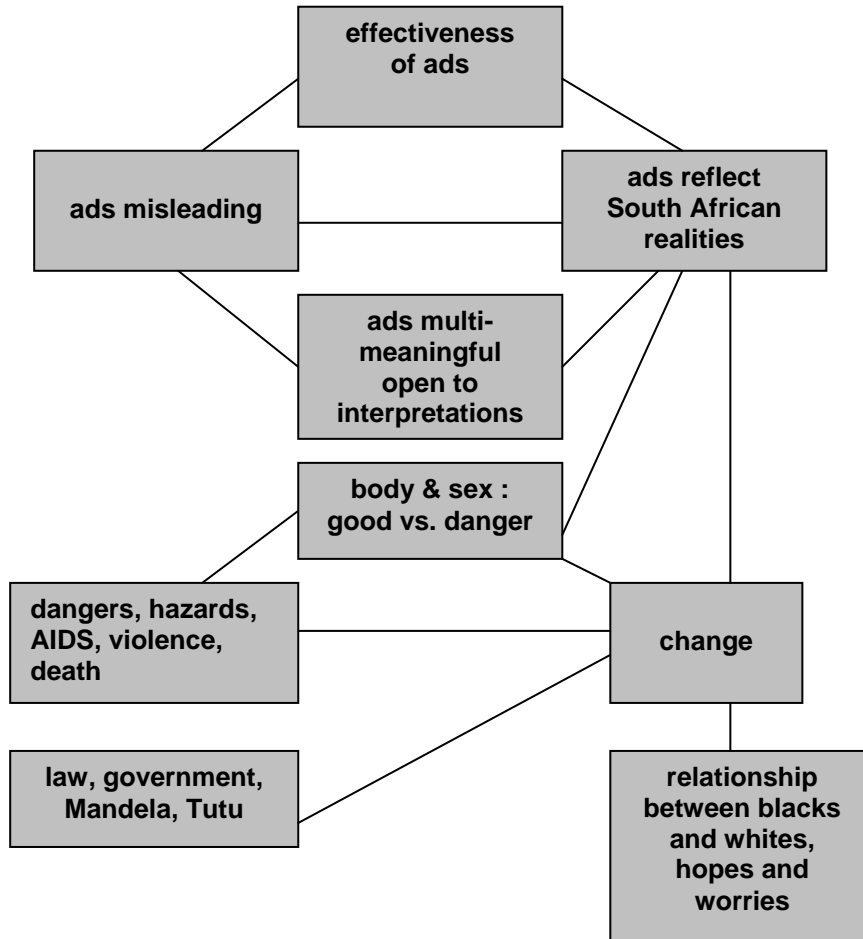 effectiveness
of ads
ads misleading
ads reflect
South African
realities
ads multi-
meaningful
open to
interpretations
body & sex :
good vs. danger
dangers, hazards,
AIDS, violence,
death
change
law, government,
Mandela, Tutu
relationship
between blacks
and whites,
hopes and
worries